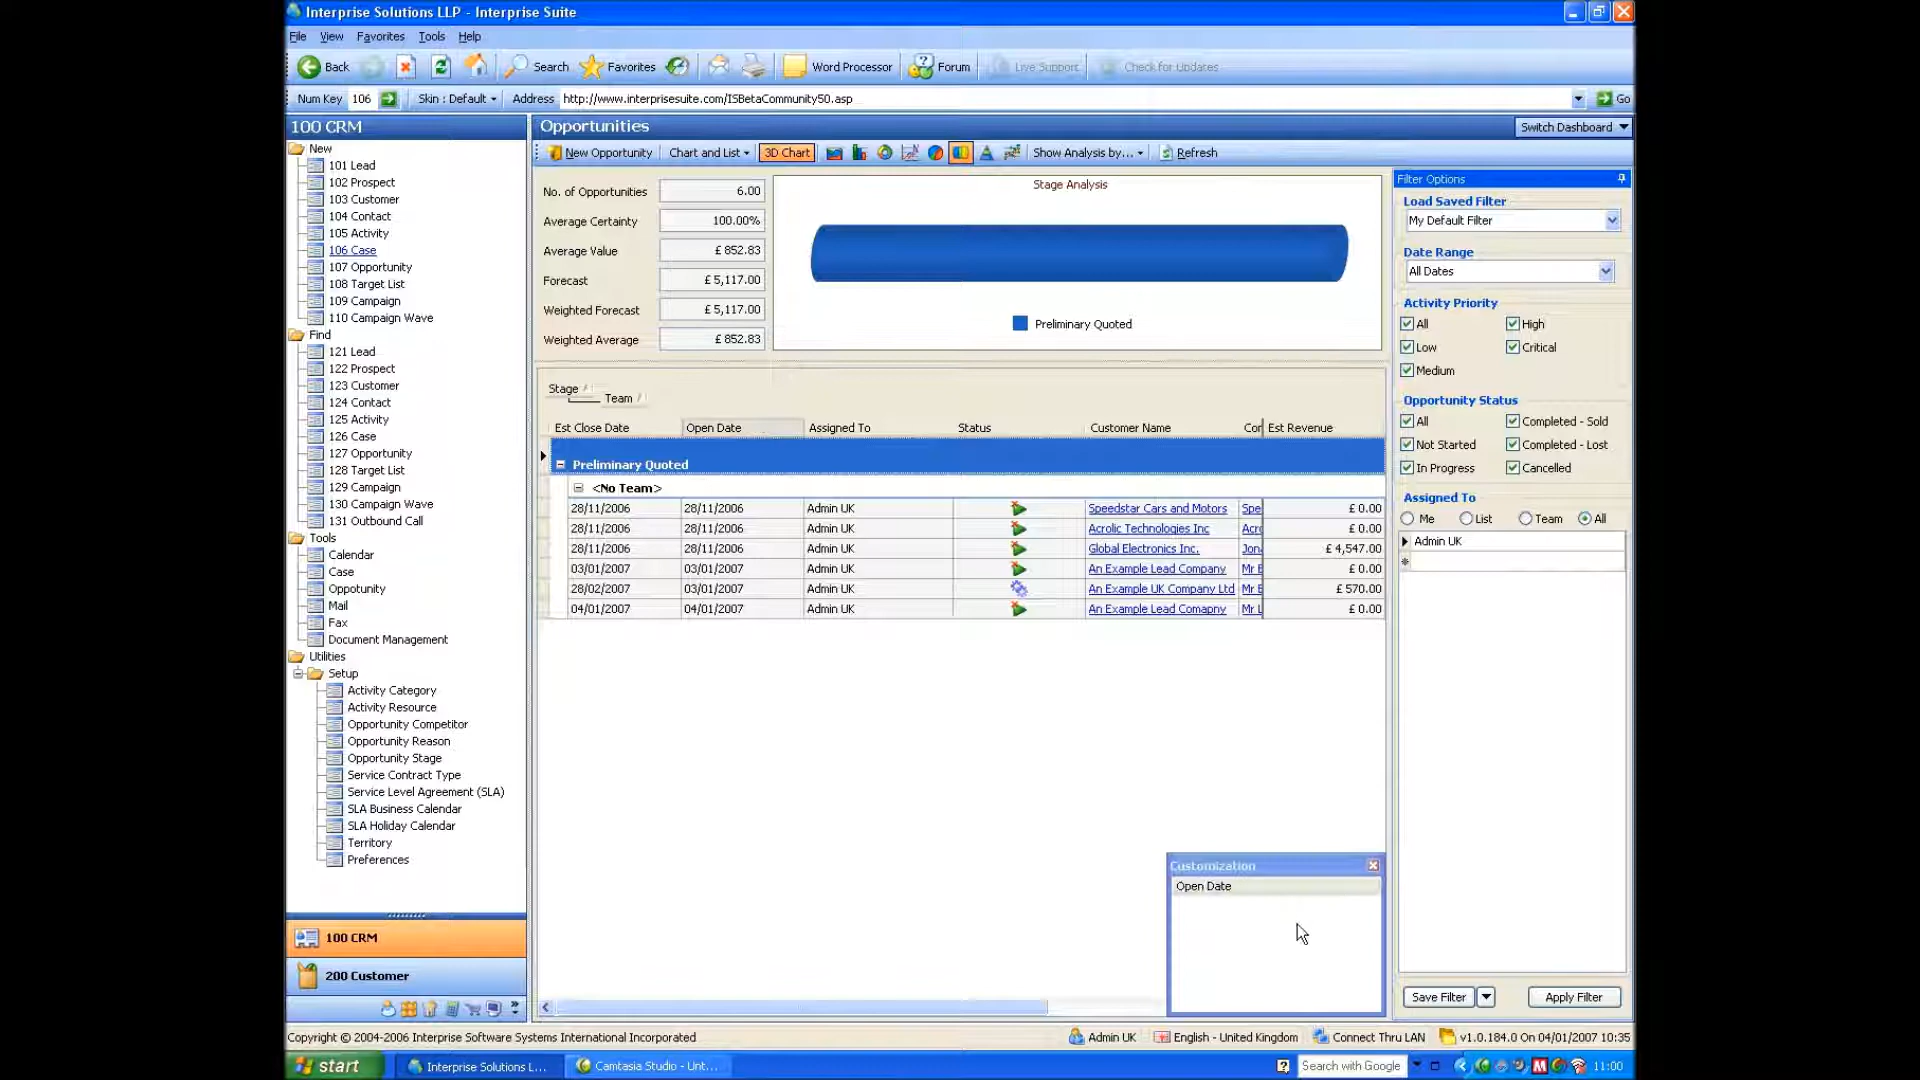 Interprise Solutions LLP - Interprise Suite
File View Favorites Tools Help
Back Search Favorites Word Processor Forum Live Support Check for Updates
Num Key 106 Skin : Default Address http://www.interprisesuite.com/ISBetaCommunity50.asp Go
100 CRM
New
101 Lead
102 Prospect
103 Customer
104 Contact
105 Activity
106 Case
107 Opportunity
108 Target List
109 Campaign
110 Campaign Wave
Find
121 Lead
122 Prospect
123 Customer
124 Contact
125 Activity
126 Case
127 Opportunity
128 Target List
129 Campaign
130 Campaign Wave
131 Outbound Call
Tools
Calendar
Case
Oppotunity
Mail
Fax
Document Management
Utilities
Setup
Activity Category
Activity Resource
Opportunity Competitor
Opportunity Reason
Opportunity Stage
Service Contract Type
Service Level Agreement (SLA)
SLA Business Calendar
SLA Holiday Calendar
Territory
Preferences
100 CRM
200 Customer
Opportunities Switch Dashboard
New Opportunity Chart and List 3D Chart Show Analysis by... Refresh
No. of Opportunities 6.00
Average Certainty 100.00%
Average Value £ 852.83
Forecast £ 5,117.00
Weighted Forecast £ 5,117.00
Weighted Average £ 852.83
Stage Analysis
Preliminary Quoted
Stage
Team
Est Close Date Open Date Assigned To Status Customer Name Cor Est Revenue
Preliminary Quoted
<No Team>
28/11/2006 28/11/2006 Admin UK Speedstar Cars and Motors Spe £ 0.00
28/11/2006 28/11/2006 Admin UK Acrolic Technologies Inc Acr £ 0.00
28/11/2006 28/11/2006 Admin UK Global Electronics Inc. Jon £ 4,547.00
03/01/2007 03/01/2007 Admin UK An Example Lead Company Mr E £ 0.00
28/02/2007 03/01/2007 Admin UK An Example UK Company Ltd Mr E £ 570.00
04/01/2007 04/01/2007 Admin UK An Example Lead Comapny Mr L £ 0.00
Customization
Open Date
Filter Options
Load Saved Filter
My Default Filter
Date Range
All Dates
Activity Priority
All High
Low Critical
Medium
Opportunity Status
All Completed - Sold
Not Started Completed - Lost
In Progress Cancelled
Assigned To
Me List Team All
Admin UK
Save Filter Apply Filter
Copyright © 2004-2006 Interprise Software Systems International Incorporated Admin UK English - United Kingdom Connect Thru LAN v1.0.184.0 On 04/01/2007 10:35
start Interprise Solutions L... Camtasia Studio - Unt... Search with Google 11:00